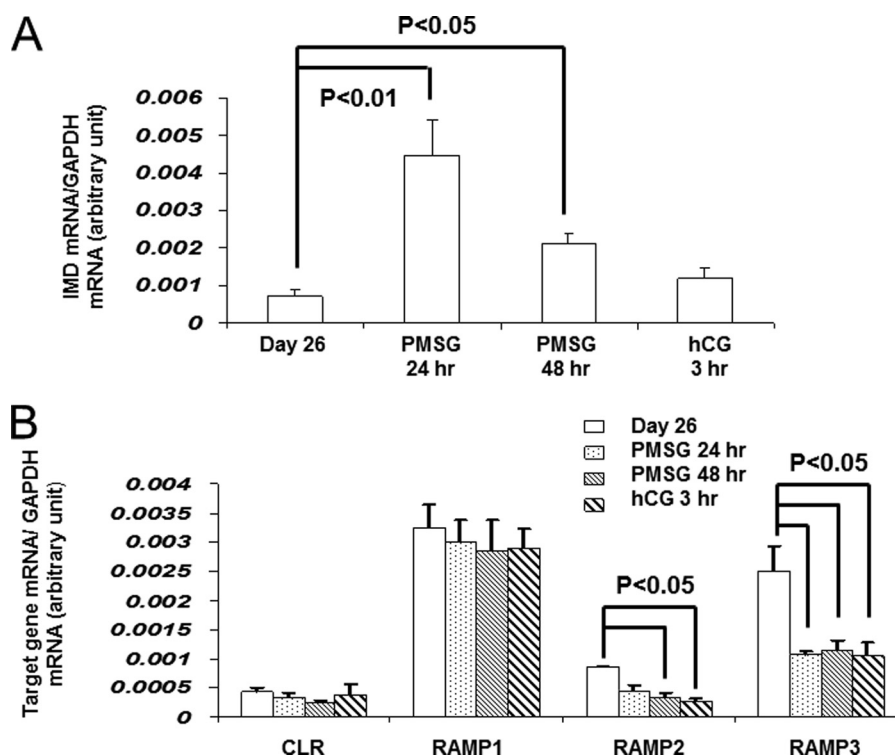 A
P<0.05
P<0.01
IMD mRNA/GAPDH
mRNA (arbitrary unit)
0.006
0.005
0.004
0.003
0.002
0.001
0
Day 26
PMSG
24 hr
PMSG
48 hr
hCG
3 hr
B
Day 26
PMSG 24 hr
PMSG 48 hr
hCG 3 hr
P<0.05
P<0.05
Target gene mRNA/ GAPDH
mRNA (arbitrary unit)
0.004
0.0035
0.003
0.0025
0.002
0.0015
0.001
0.0005
0
CLR
RAMP1
RAMP2
RAMP3